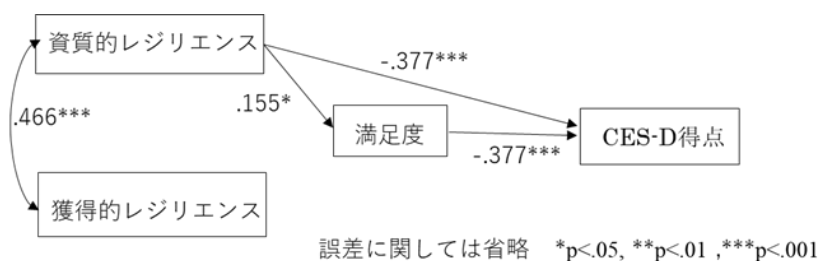 資質的レジリエンス
-.377***
.155*
.466***
満足度
CES-D得点
-.377***
獲得的レジリエンス
誤差に関しては省略 *p<.05, **p<.01 ,***p<.001